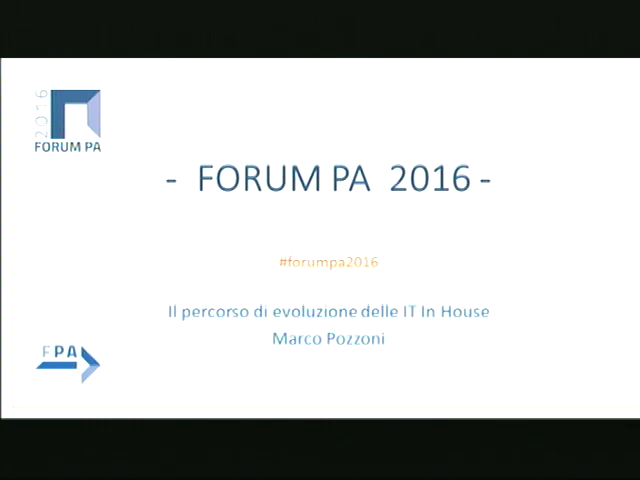 2016
FORUM PA
- FORUM PA 2016 -
#forumpa2016
Il percorso di evoluzione delle IT In House
Marco Pozzoni
FPA